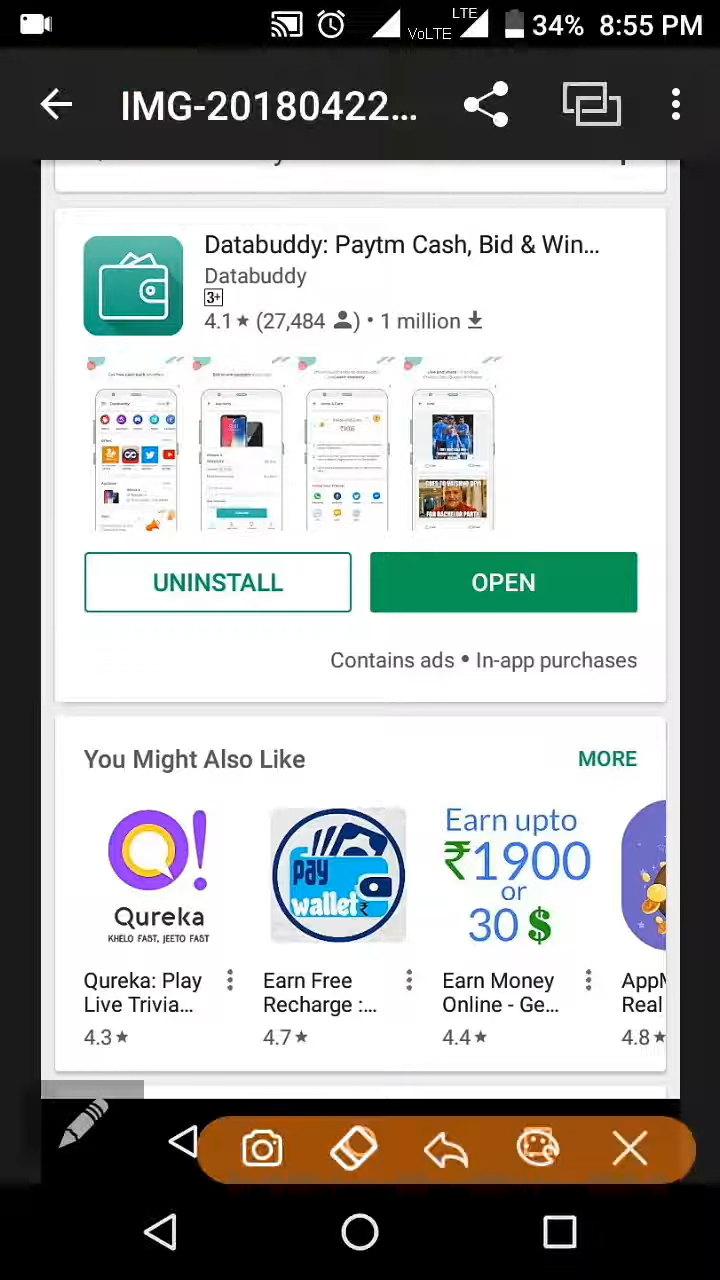 LTE
VoLTE
34% 8:55 PM
IMG-20180422...
Databuddy: Paytm Cash, Bid & Win...
Databuddy
3+
4.1★ (27,484 ) • 1 million
UNINSTALL
OPEN
Contains ads • In-app purchases
You Might Also Like
MORE
Qureka
KHELO FAST, JEETO FAST
pay
wallet₹
Earn upto
₹1900
or
30 $
Qureka: Play
Live Trivia...
4.3★
Earn Free
Recharge :...
4.7★
Earn Money
Online - Ge...
4.4★
AppM
Real
4.8★